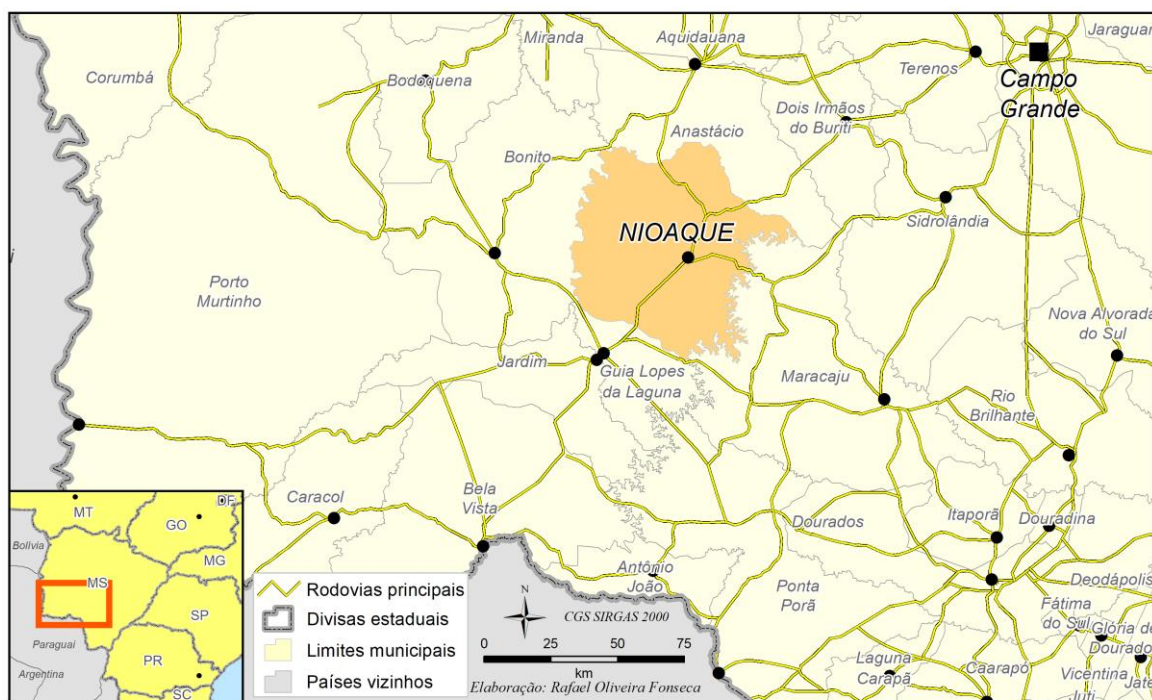 Corumbá
Miranda
Aquidauana
Jaraguar
Bodoquena
Terenos
Campo
Grande
Dois Irmãos
do Buriti
Anastácio
Bonito
Sidrolândia
NIOAQUE
Porto
Murtinho
Nova Alvorada
do Sul
Jardim
Guia Lopes
da Laguna
Maracaju
Rio
Brilhante
Caracol
Bela
Vista
Dourados
Itaporã
Douradina
Antônio
João
Ponta
Porã
Deodápolis
Fátima
do Sul
Glória de
Dourado
Laguna
Carapã
Caarapó
Vicentina
Juti
Jate
MT
DF
GO
Bolívia
MG
MS
SP
Paraguai
PR
Argentina
SC
Rodovias principais
Divisas estaduais
Limites municipais
Países vizinhos
N
CGS SIRGAS 2000
0 25 50 75
km
Elaboração: Rafael Oliveira Fonseca